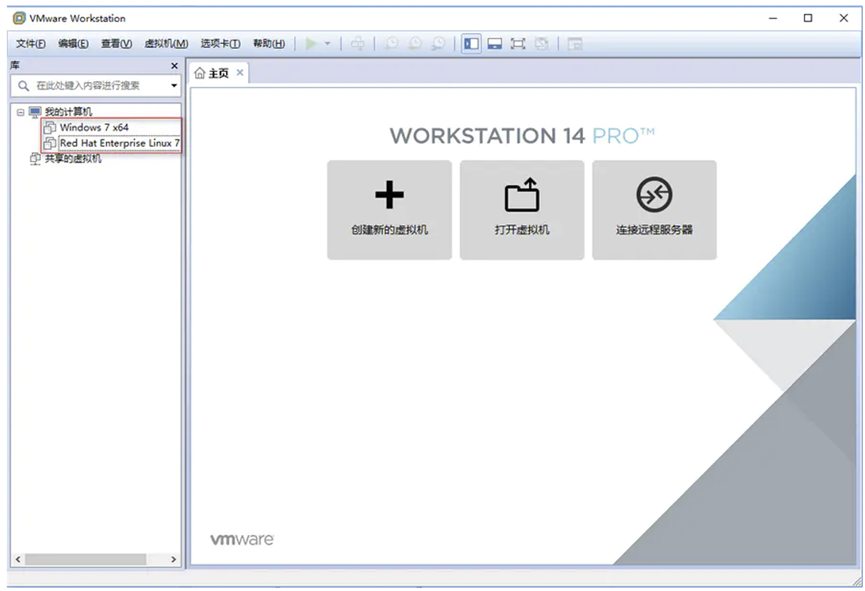 VMware Workstation
文件(F) 编辑(E) 查看(V) 虚拟机(M) 选项卡(T) 帮助(H)
库
在此处键入内容进行搜索
我的计算机
Windows 7 x64
Red Hat Enterprise Linux 7
共享的虚拟机
主页
WORKSTATION 14 PRO™
创建新的虚拟机
打开虚拟机
连接远程服务器
vmware